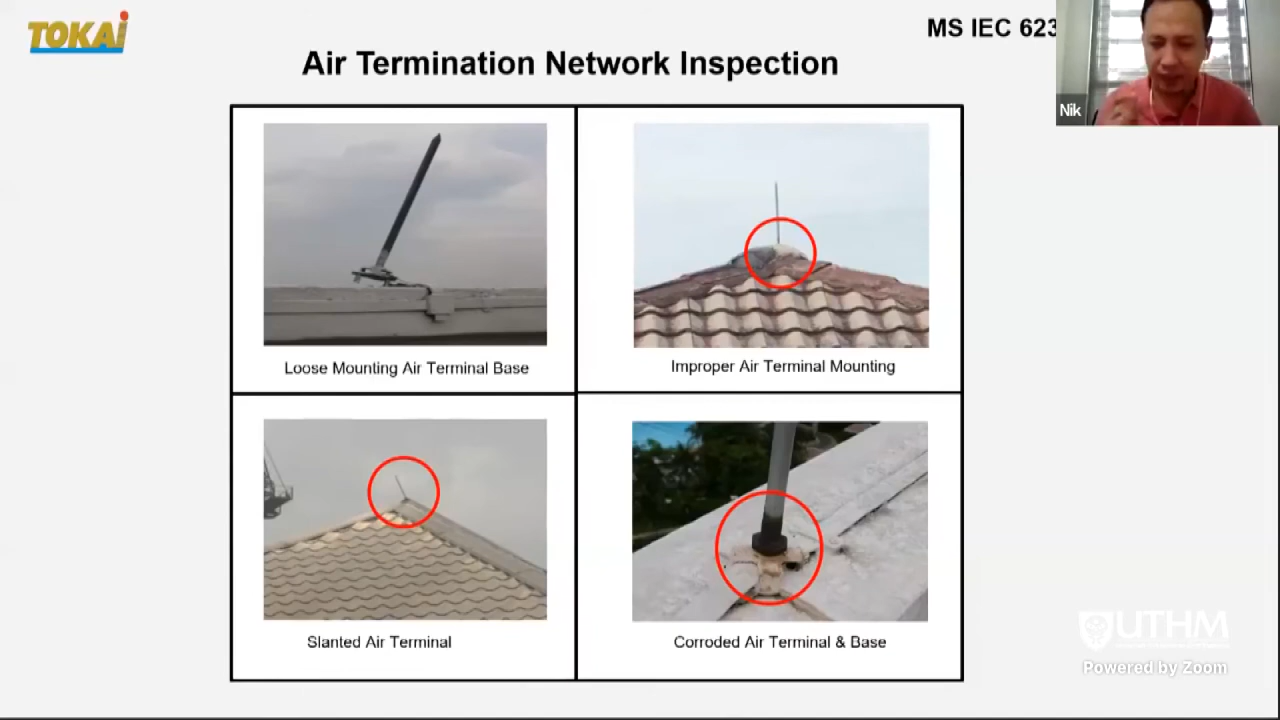 TOKAi
MS IEC 623
Air Termination Network Inspection
Nik
Loose Mounting Air Terminal Base
Improper Air Terminal Mounting
Slanted Air Terminal
Corroded Air Terminal & Base
UTHM
Powered by Zoom